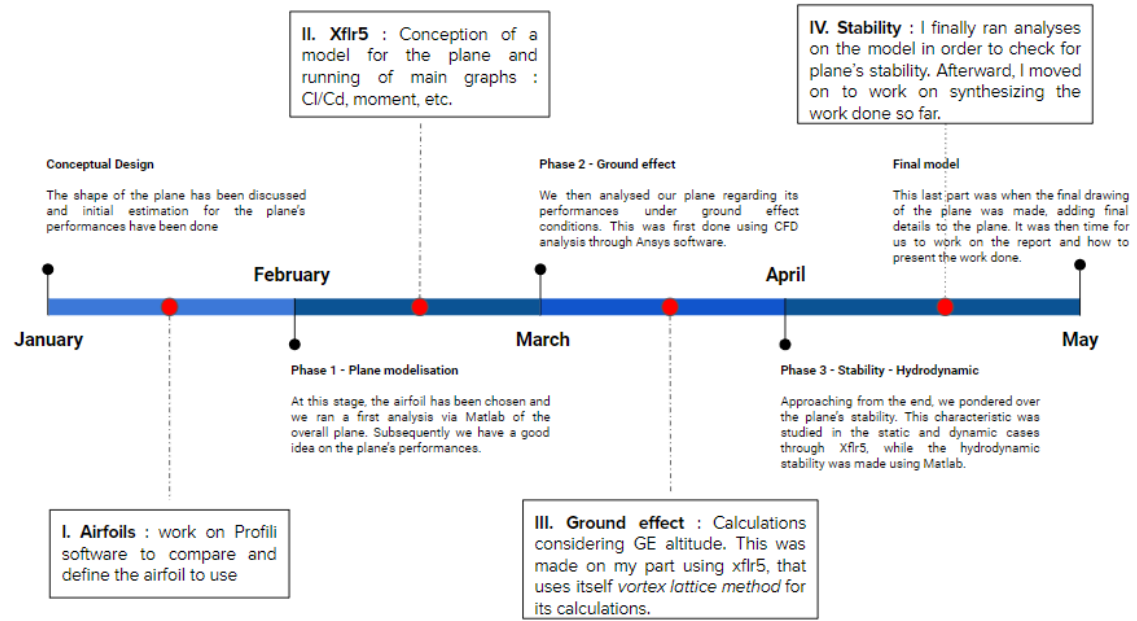 II. Xflr5 : Conception of a
model for the plane and
running of main graphs :
Cl/Cd, moment, etc.
IV. Stability : I finally ran analyses
on the model in order to check for
plane's stability. Afterward, I moved
on to work on synthesizing the
work done so far.
Conceptual Design
The shape of the plane has been discussed
and initial estimation for the plane's
performances have been done
Phase 2 - Ground effect
We then analysed our plane regarding its
performances under ground effect
conditions. This was first done using CFD
analysis through Ansys software.
Final model
This last part was when the final drawing
of the plane was made, adding final
details to the plane. It was then time for
us to work on the report and how to
present the work done.
February
April
January
March
May
Phase 1 - Plane modelisation
At this stage, the airfoil has been chosen and
we ran a first analysis via Matlab of the
overall plane. Subsequently we have a good
idea on the plane's performances.
Phase 3 - Stability - Hydrodynamic
Approaching from the end, we pondered over
the plane's stability. This characteristic was
studied in the static and dynamic cases
through Xflr5, while the hydrodynamic
stability was made using Matlab.
I. Airfoils : work on Profili
software to compare and
define the airfoil to use
III. Ground effect : Calculations
considering GE altitude. This was
made on my part using xflr5, that
uses itself vortex lattice method for
its calculations.